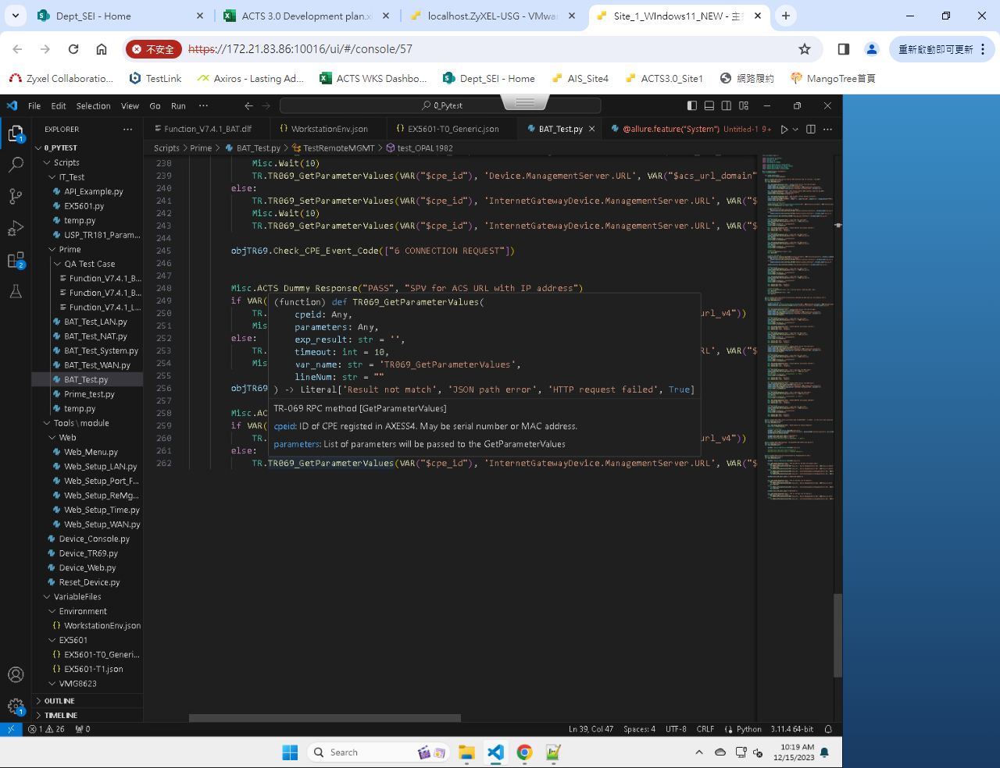 Dept_SEI - Home
ACTS 3.0 Development plan.xl
localhost.ZyXEL-USG - VMwa
Site_1_WIndows11_NEW - 主
不安全
https://172.21.83.86:10016/ui/#/console/57
重新啟動即可更新
Zyxel Collaboratio...
TestLink
Axiros - Lasting Ad...
ACTS WKS Dashbo...
Dept_SEI - Home
AIS_Site4
ACTS3.0_Site1
網路履約
MangoTree首頁
File Edit Selection View Go Run ···
0_Pytest
EXPLORER
Function_V7.4.1_BAT.dlf
WorkstationEnv.json
EX5601-T0_Generic.json
BAT_Test.py
@allure.feature("System") Untitled-1 9+
Scripts > Prime > BAT_Test.py > TestRemoteMGMT > test_OPAL1982
0_PYTEST
Scripts
IT_Test
API_Example.py
EX5601.py
temp.py
USP_TR181_Param...
Prime
QA Test Case
Function_V7.4.1_B...
Function_V7.4.1_B...
Function_V7.4.1_L...
BAT_Test_LAN.py
BAT_Test_NAT.py
BAT_Test_System.py
BAT_Test_WAN.py
BAT_Test.py
Prime_test.py
temp.py
Tools\module
Web
Web_Menu.py
Web_Setup_LAN.py
Web_Setup_Port_F...
Web_Setup_ReMg...
Web_Setup_Time.py
Web_Setup_WAN.py
Device_Console.py
Device_TR69.py
Device_Web.py
Reset_Device.py
VariableFiles
Environment
WorkstationEnv.json
EX5601
EX5601-T0_Generi...
EX5601-T1.json
VMG8623
OUTLINE
TIMELINE
238 Misc.Wait(10)
239 TR.TR069_GetParameterValues(VAR("$cpe_id"), 'Device.ManagementServer.URL', VAR("$acs_url_domain"
240 else:
241 TR.TR069_SetParameterValues(VAR("$cpe_id"), 'InternetGatewayDevice.ManagementServer.URL', VAR("$
242 Misc.Wait(10)
243 TR.TR069_GetParameterValues(VAR("$cpe_id"), 'InternetGatewayDevice.ManagementServer.URL', VAR("$
244
245 objTR69.Check_CPE_Event_Code(["6 CONNECTION REQUEST"])
246
247
248 Misc.ACTS_Dummy_Response("PASS", "SPV for ACS URL with IP address")
249 if VAR(
250 TR. url_v4"))
251 Mis
252 else:
253 TR. URL', VAR("$
254 Mis
255
256 objTR69
257
258 Misc.AC
259 if VAR(
260 TR. url_v4"))
261 else:
262 TR.TR069_GetParameterValues(VAR("$cpe_id"), 'InternetGatewayDevice.ManagementServer.URL', VAR("$
(function) def TR069_GetParameterValues(
cpeid: Any,
parameters: Any,
exp_result: str = '',
timeout: int = 10,
var_name: str = 'TR069_GetParameterValues',
lineNum: str = ""
) -> Literal['Result not match', 'JSON path error', 'HTTP request failed', True]
TR-069 RPC method [GetParameterValues]
cpeid: ID of CPE registed in AXESS4. May be serial number or MAC address.
parameters: List of parameters will be passed to the GetParameterValues
1 26 0
Ln 39, Col 47 Spaces: 4 UTF-8 CRLF Python 3.11.4 64-bit
Search
10:19 AM
12/15/2023